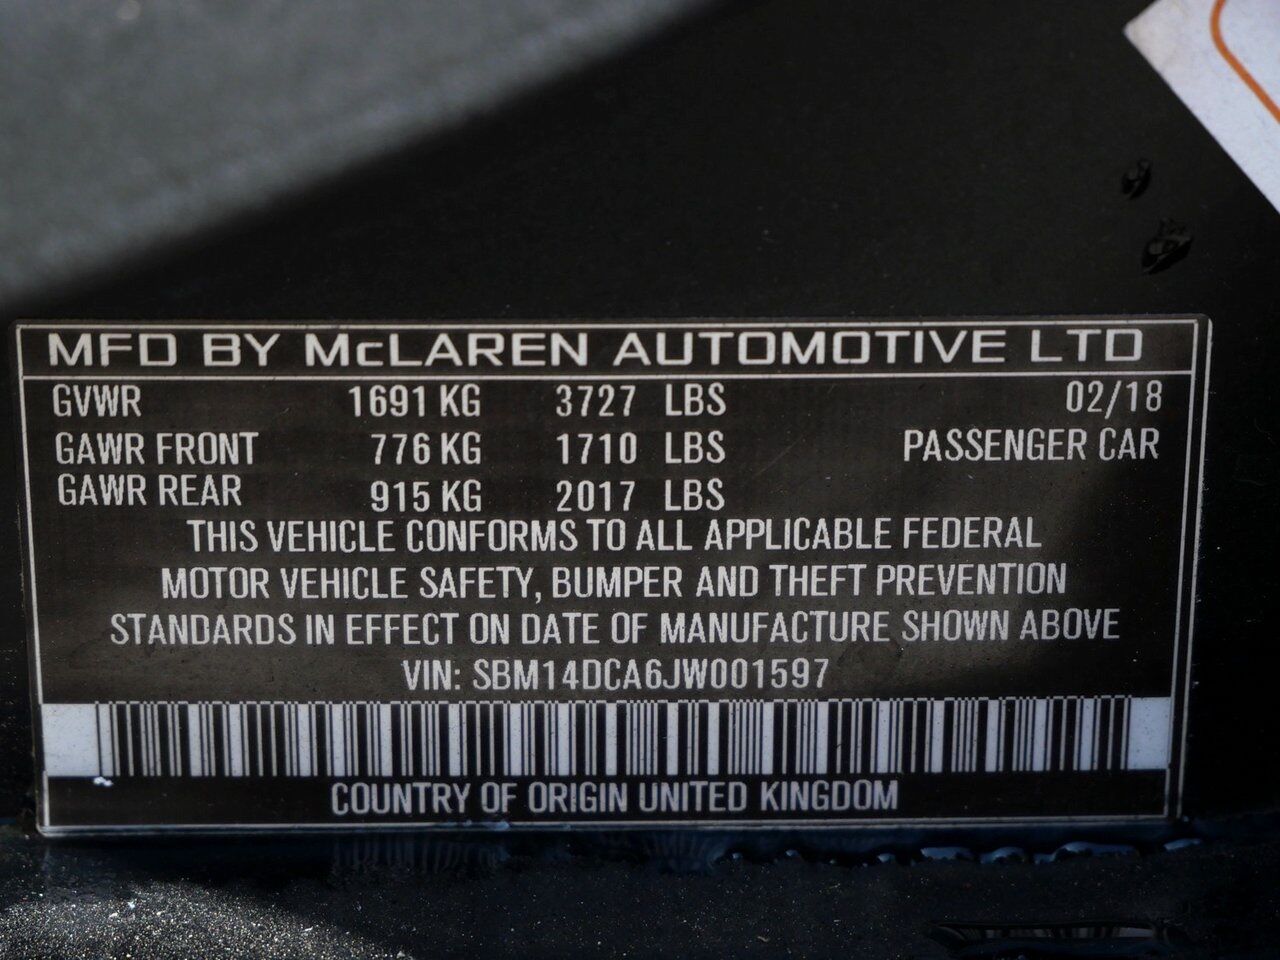 MFD BY McLAREN AUTOMOTIVE LTD
GVWR 1691 KG 3727 LBS 02/18
GAWR FRONT 776 KG 1710 LBS PASSENGER CAR
GAWR REAR 915 KG 2017 LBS
THIS VEHICLE CONFORMS TO ALL APPLICABLE FEDERAL
MOTOR VEHICLE SAFETY, BUMPER AND THEFT PREVENTION
STANDARDS IN EFFECT ON DATE OF MANUFACTURE SHOWN ABOVE
VIN: SBM14DCA6JW001597
COUNTRY OF ORIGIN UNITED KINGDOM